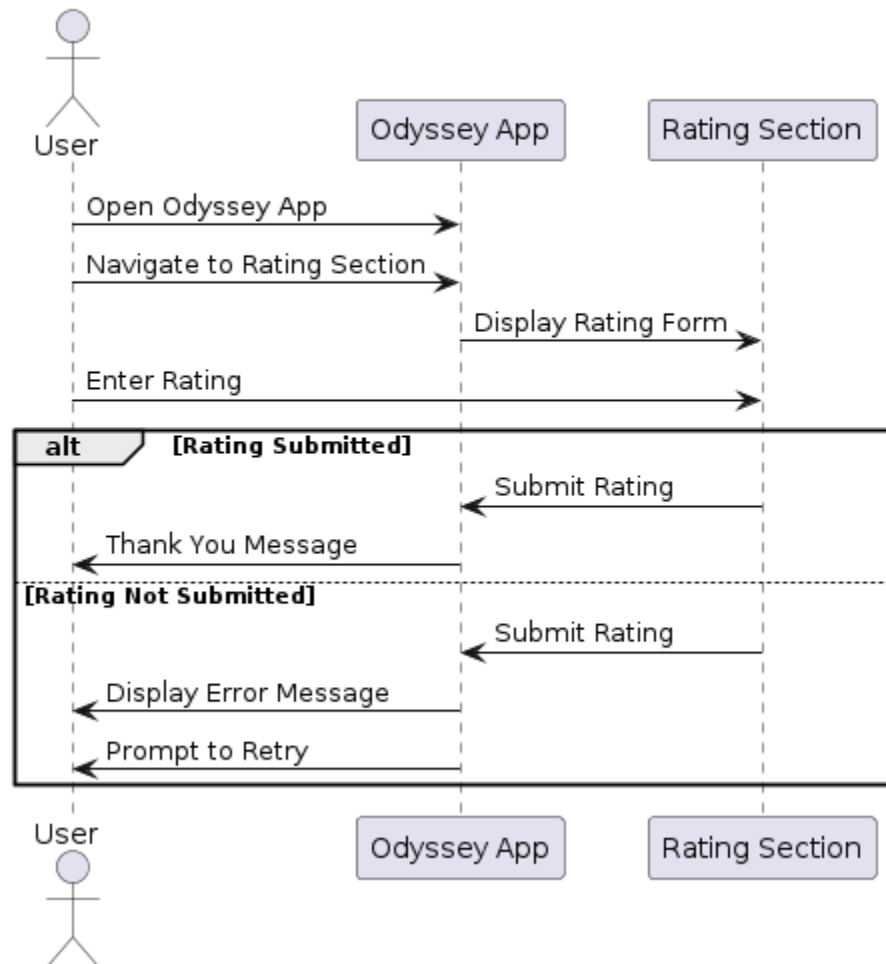 User
Odyssey App
Rating Section
Open Odyssey App
Navigate to Rating Section
Display Rating Form
Enter Rating
alt
[Rating Submitted]
Submit Rating
Thank You Message
[Rating Not Submitted]
Submit Rating
Display Error Message
Prompt to Retry
User
Odyssey App
Rating Section